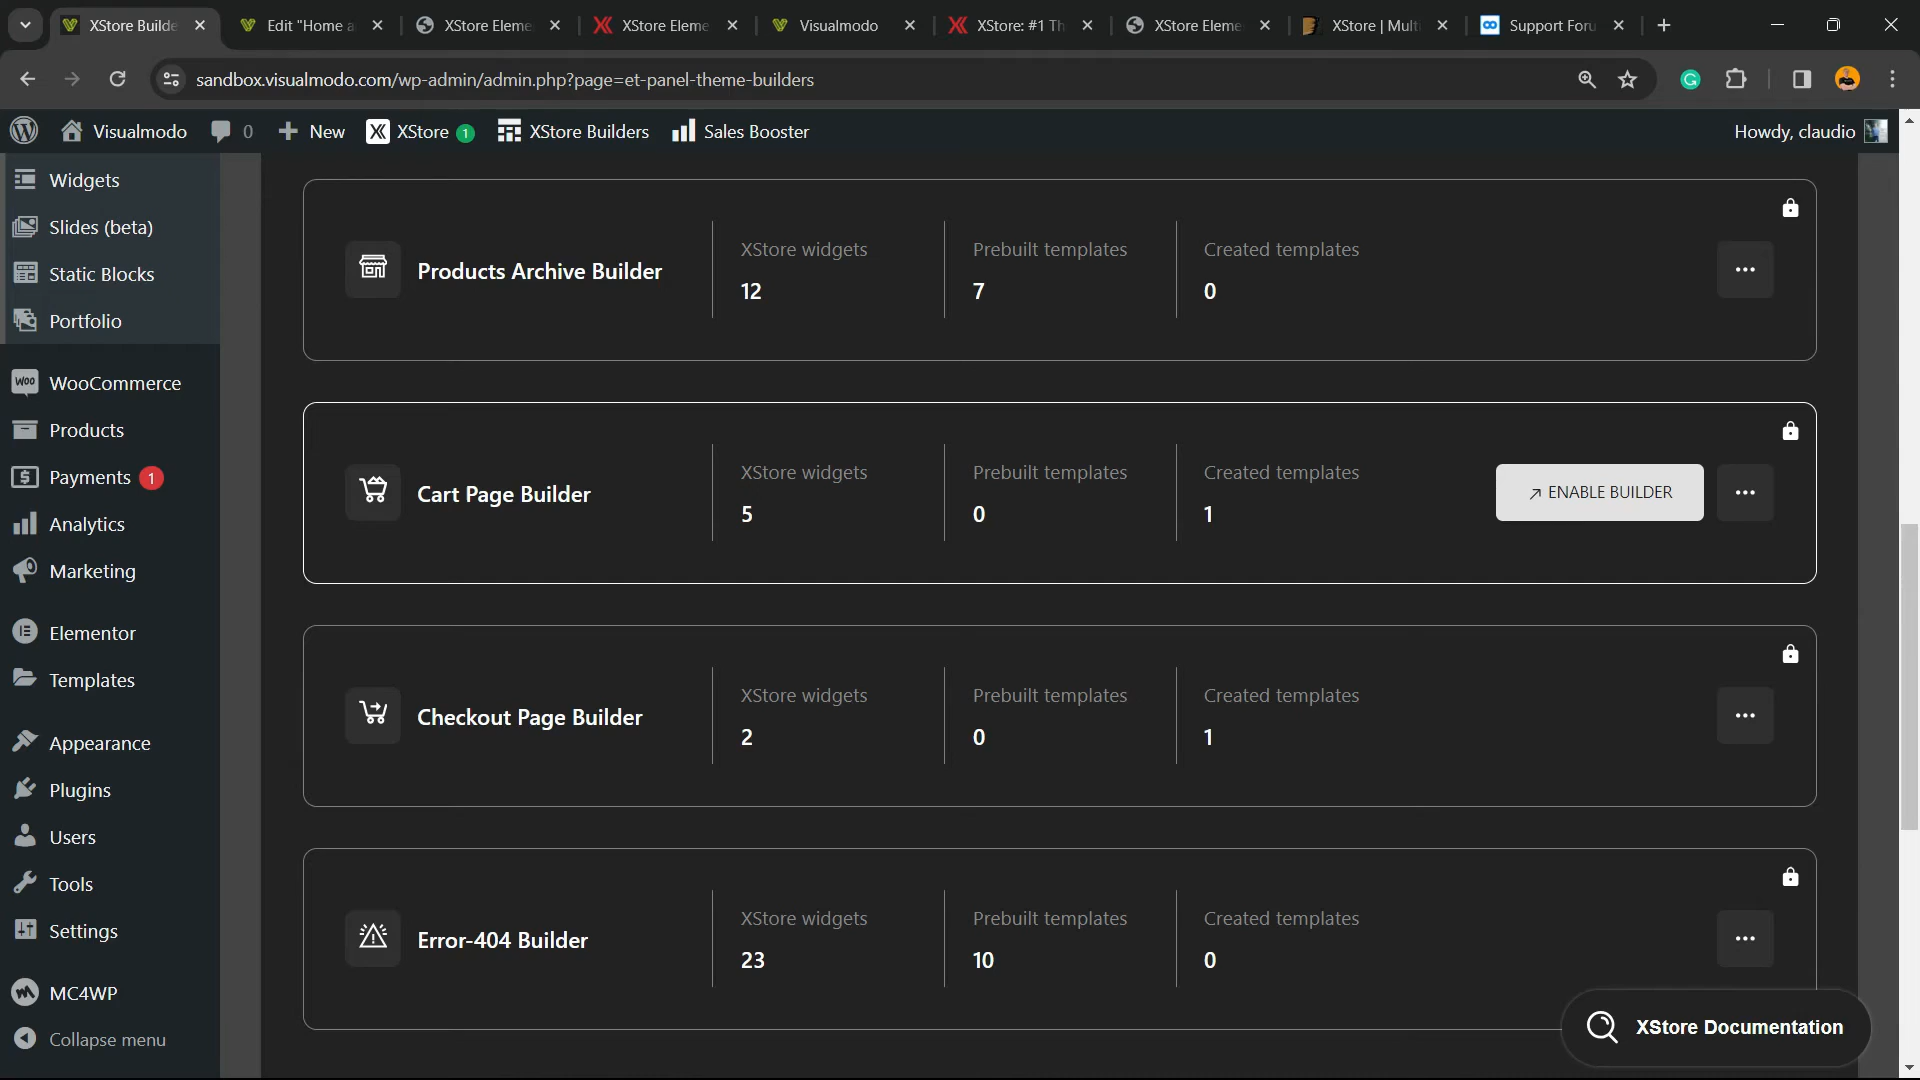 XStore Builde
Edit "Home a
XStore Eleme
XStore Eleme
Visualmodo
XStore: #1 Th
XStore Eleme
XStore | Mult
Support Foru
sandbox.visualmodo.com/wp-admin/admin.php?page=et-panel-theme-builders
Visualmodo
0
New
XStore 1
XStore Builders
Sales Booster
Howdy, claudio
Widgets
Slides (beta)
Static Blocks
Portfolio
WooCommerce
Products
Payments 1
Analytics
Marketing
Elementor
Templates
Appearance
Plugins
Users
Tools
Settings
MC4WP
Collapse menu
Products Archive Builder
XStore widgets
12
Prebuilt templates
7
Created templates
0
Cart Page Builder
XStore widgets
5
Prebuilt templates
0
Created templates
1
ENABLE BUILDER
Checkout Page Builder
XStore widgets
2
Prebuilt templates
0
Created templates
1
Error-404 Builder
XStore widgets
23
Prebuilt templates
10
Created templates
0
XStore Documentation